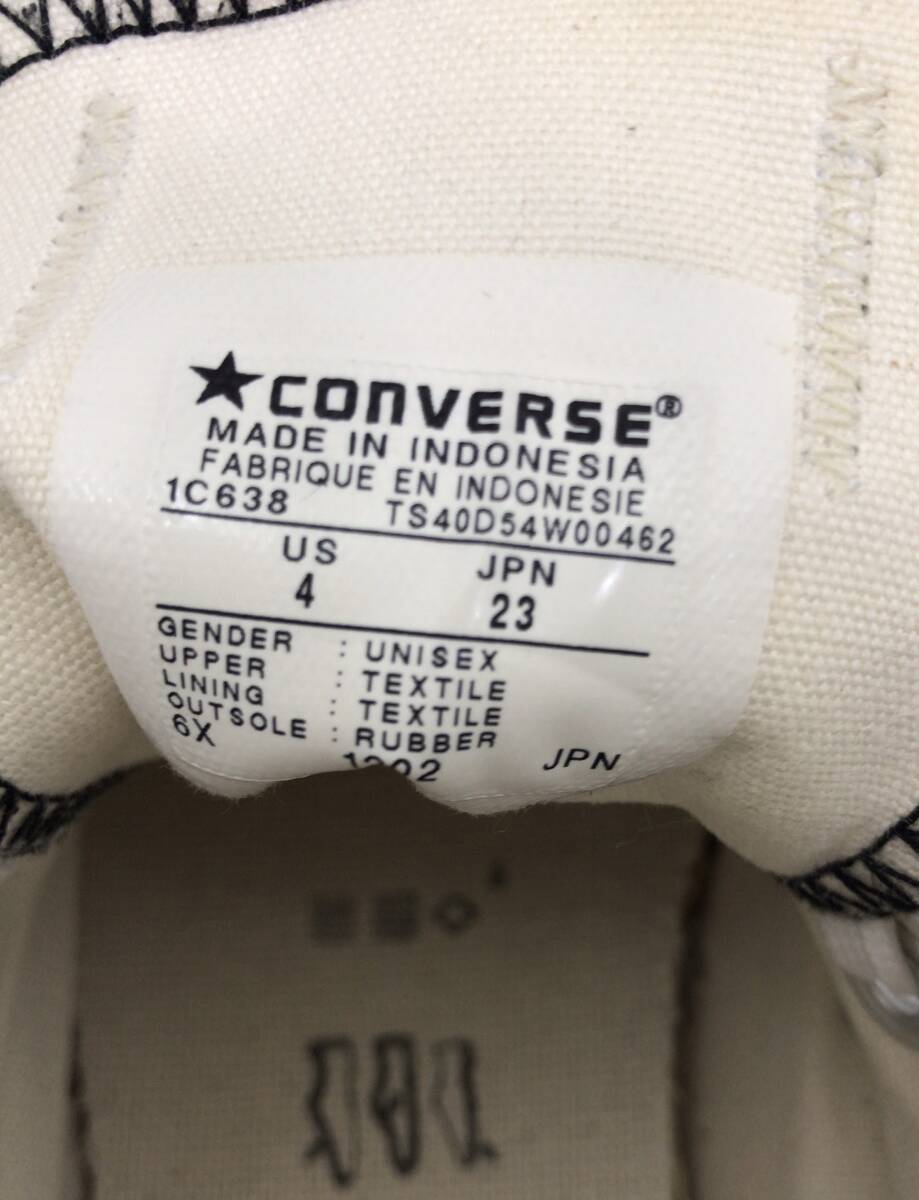 ★CONVERSE®
MADE IN INDONESIA
FABRIQUE EN INDONESIE
1C638 TS40D54W00462
US JPN
4 23
GENDER : UNISEX
UPPER : TEXTILE
LINING : TEXTILE
OUTSOLE : RUBBER
6X JPN